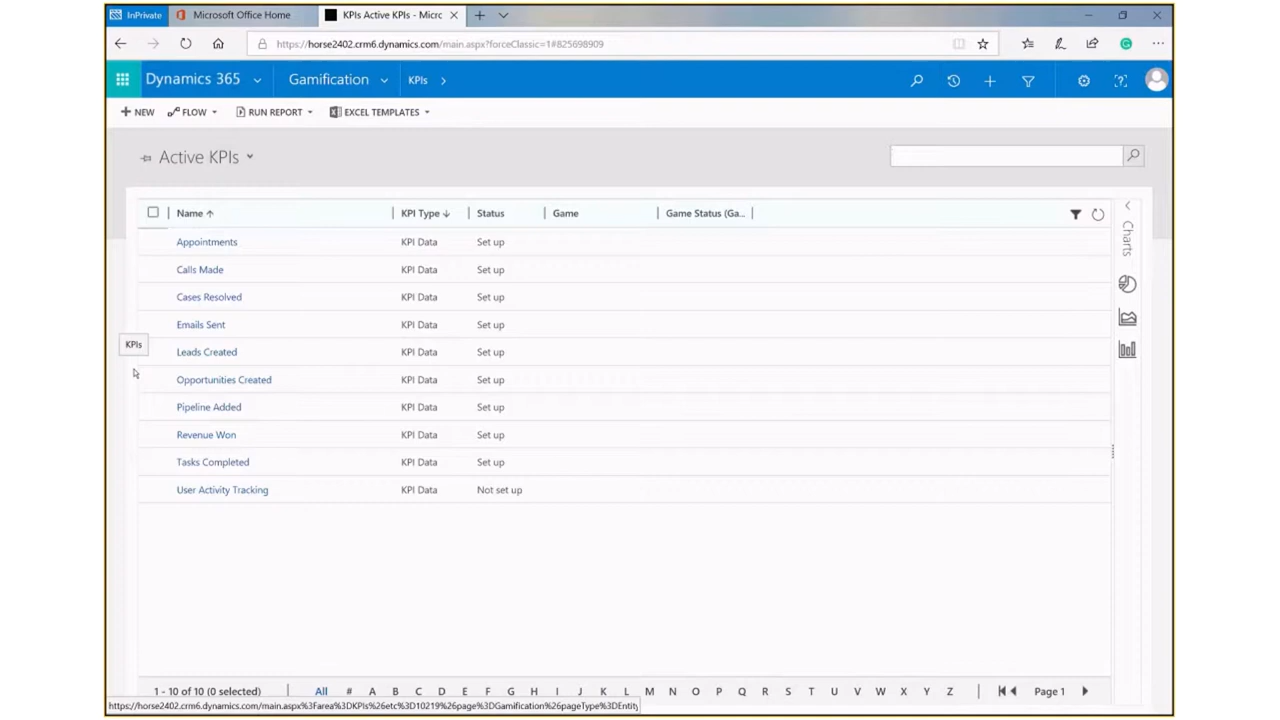 InPrivate
Microsoft Office Home
KPIs Active KPIs - Micrc
https://horse2402.crm6.dynamics.com/main.aspx?forceClassic=1#825698909
Dynamics 365
Gamification
KPIs
NEW
FLOW
RUN REPORT
EXCEL TEMPLATES
Active KPIs
Name KPI Type Status Game Game Status (Ga...
Appointments KPI Data Set up
Calls Made KPI Data Set up
Cases Resolved KPI Data Set up
Emails Sent KPI Data Set up
KPIs
Leads Created KPI Data Set up
Opportunities Created KPI Data Set up
Pipeline Added KPI Data Set up
Revenue Won KPI Data Set up
Tasks Completed KPI Data Set up
User Activity Tracking KPI Data Not set up
Charts
1 - 10 of 10 (0 selected) All # A B C D E F G H I J K L M N O P Q R S T U V W X Y Z Page 1
https://horse2402.crm6.dynamics.com/main.aspx%3Farea%3DKPIs%26etc%3D10219%26page%3DGamification%26pageType%3DEntity